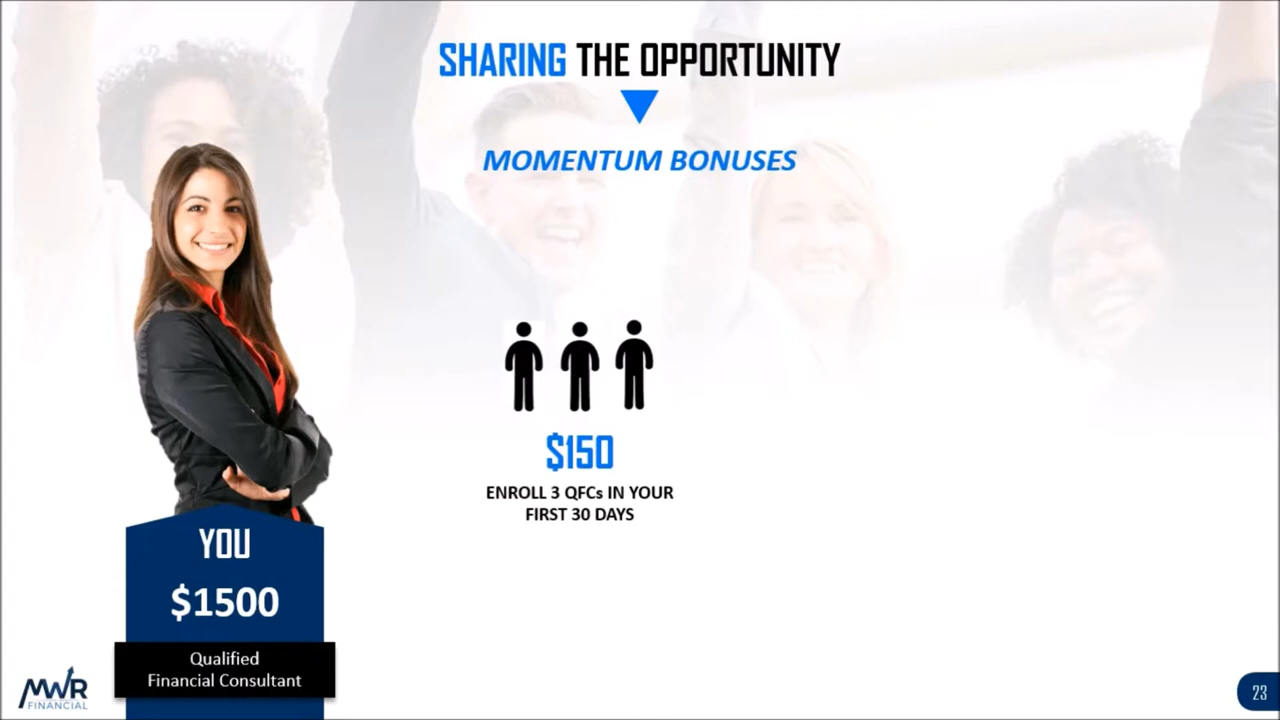 SHARING THE OPPORTUNITY
MOMENTUM BONUSES
$150
ENROLL 3 QFCs IN YOUR
FIRST 30 DAYS
YOU
$1500
Qualified
Financial Consultant
MWR
FINANCIAL
23